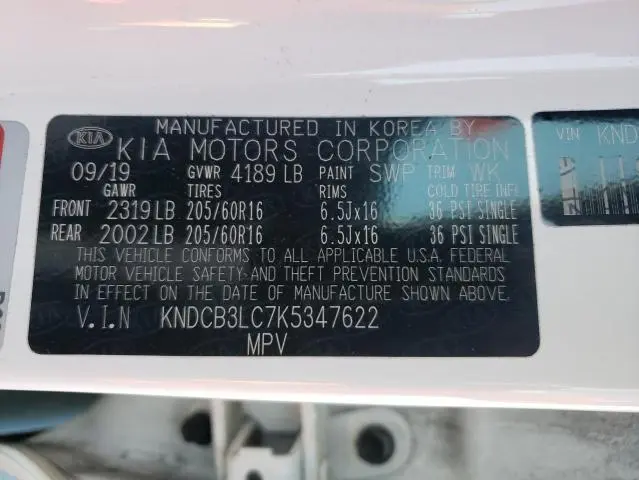 MANUFACTURED IN KOREA BY
KIA KIA MOTORS CORPORATION
09/19 GVWR 4189 LB PAINT SWP TRIM WK
GAWR TIRES RIMS COLD TIRE INFL
FRONT 2319 LB 205/60R16 6.5Jx16 36 PSI SINGLE
REAR 2002 LB 205/60R16 6.5Jx16 36 PSI SINGLE
THIS VEHICLE CONFORMS TO ALL APPLICABLE U.S.A. FEDERAL
MOTOR VEHICLE SAFETY AND THEFT PREVENTION STANDARDS
IN EFFECT ON THE DATE OF MANUFACTURE SHOWN ABOVE.
V.I.N KNDCB3LC7K5347622
MPV
VIN KND